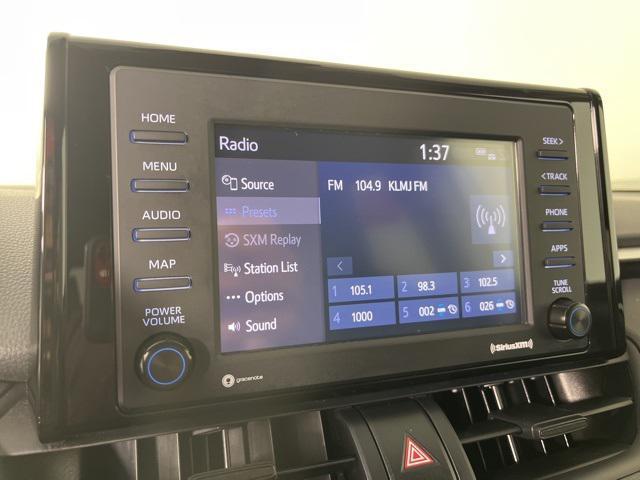 HOME
MENU
AUDIO
MAP
POWER
VOLUME
gracenote
Radio
1:37
Source
Presets
SXM Replay
Station List
Options
Sound
FM 104.9 KLMJ FM
<
>
1 105.1
2 98.3
3 102.5
4 1000
5 002
6 026
SEEK >
< TRACK
PHONE
APPS
TUNE
SCROLL
((SiriusXM))